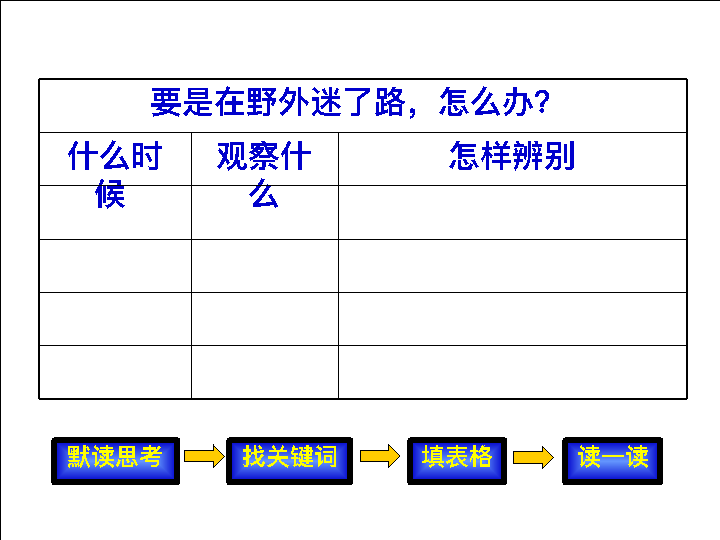 要是在野外迷了路，怎么办?
什么时 观察什 怎样辨别
候 么
默读思考 找关键词 填表格 读一读